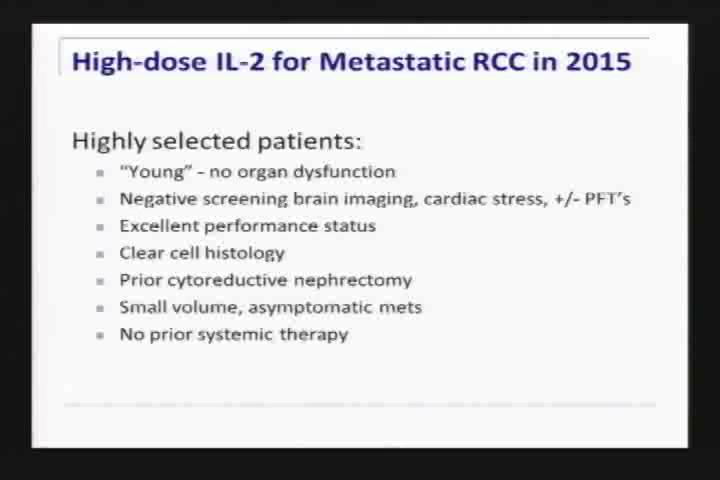 High-dose IL-2 for Metastatic RCC in 2015
Highly selected patients:
"Young" - no organ dysfunction
Negative screening brain imaging, cardiac stress, +/- PFT's
Excellent performance status
Clear cell histology
Prior cytoreductive nephrectomy
Small volume, asymptomatic mets
No prior systemic therapy